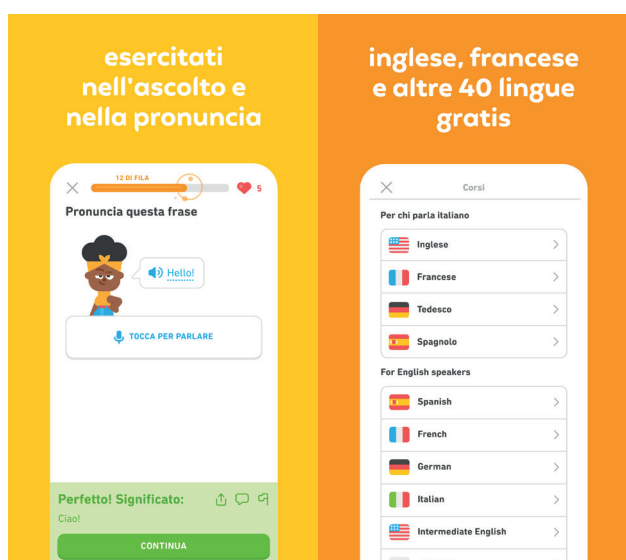 esercitati
nell'ascolto e
nella pronuncia
12 DI FILA
5
Pronuncia questa frase
Hello!
TOCCA PER PARLARE
Perfetto! Significato:
Ciao!
CONTINUA
inglese, francese
e altre 40 lingue
gratis
Corsi
Per chi parla italiano
Inglese
Francese
Tedesco
Spagnolo
For English speakers
Spanish
French
German
Italian
Intermediate English